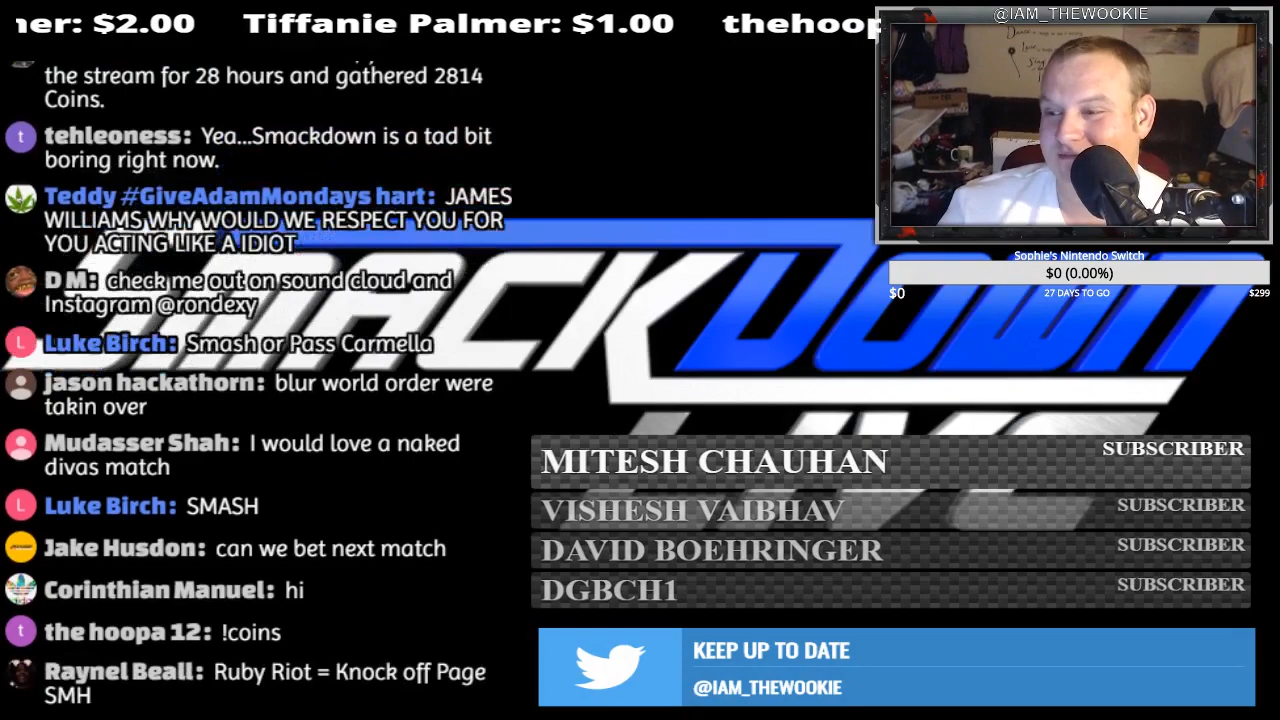 ner: $2.00 Tiffanie Palmer: $1.00 thehoop
@IAM_THEWOOKIE
the stream for 28 hours and gathered 2814
Coins.
tehleoness: Yea...Smackdown is a tad bit
boring right now.
Teddy #GiveAdamMondays hart: JAMES
WILLIAMS WHY WOULD WE RESPECT YOU FOR
YOU ACTING LIKE A IDIOT
D M: check me out on sound cloud and
Instagram @rondexy
Luke Birch: Smash or Pass Carmella
jason hackathorn: blur world order were
takin over
Mudasser Shah: I would love a naked
divas match
Luke Birch: SMASH
Jake Husdon: can we bet next match
Corinthian Manuel: hi
the hoopa 12: !coins
Raynel Beall: Ruby Riot = Knock off Page
SMH
Sophie's Nintendo Switch
$0 (0.00%)
$0 27 DAYS TO GO $299
SMACKDOWN
LIVE
MITESH CHAUHAN SUBSCRIBER
VISHESH VAIBHAV SUBSCRIBER
DAVID BOEHRINGER SUBSCRIBER
DGBCH1 SUBSCRIBER
KEEP UP TO DATE
@IAM_THEWOOKIE